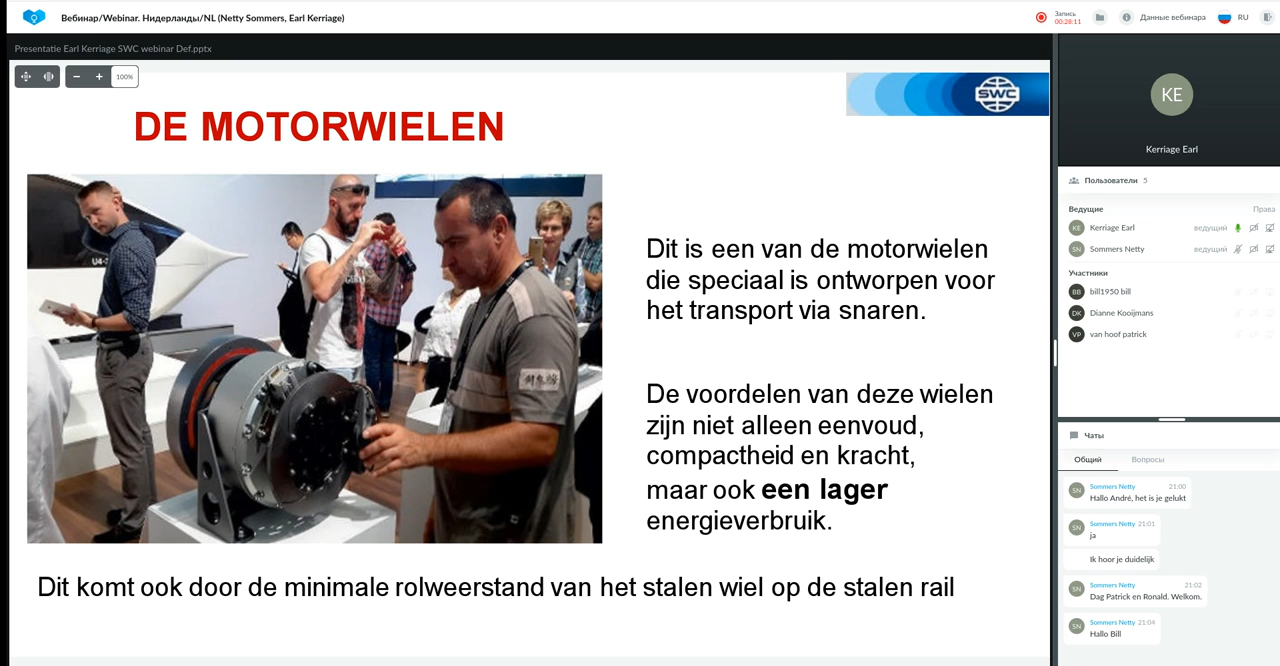 Вебинар/Webinar. Нидерланды/NL (Netty Sommers, Earl Kerriage)
Запись
00:28:11
Данные вебинара
RU
Presentatie Earl Kerriage SWC webinar Def.pptx
100%
SWC
DE MOTORWIELEN
U4-
Dit is een van de motorwielen
die speciaal is ontworpen voor
het transport via snaren.
De voordelen van deze wielen
zijn niet alleen eenvoud,
compactheid en kracht,
maar ook een lager
energieverbruik.
Dit komt ook door de minimale rolweerstand van het stalen wiel op de stalen rail
KE
Kerriage Earl
Пользователи 5
Ведущие Права
KE Kerriage Earl ведущий
SN Sommers Netty ведущий
Участники
BB bill1950 bill
DK Dianne Kooijmans
VP van hoof patrick
Чаты
Общий Вопросы
SN Sommers Netty 21:00
Hallo André, het is je gelukt
SN Sommers Netty 21:01
ja
Ik hoor je duidelijk
SN Sommers Netty 21:02
Dag Patrick en Ronald. Welkom.
SN Sommers Netty 21:04
Hallo Bill